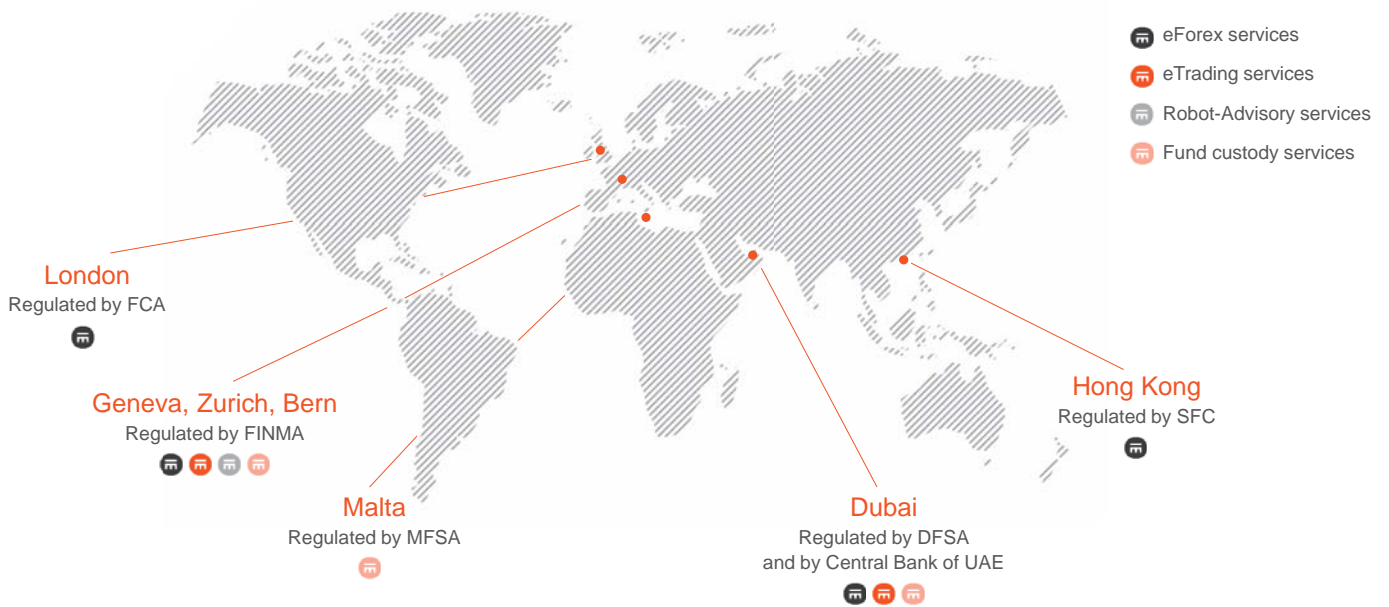 eForex services
eTrading services
Robot-Advisory services
Fund custody services
London
Regulated by FCA
Geneva, Zurich, Bern
Regulated by FINMA
Malta
Regulated by MFSA
Dubai
Regulated by DFSA
and by Central Bank of UAE
Hong Kong
Regulated by SFC